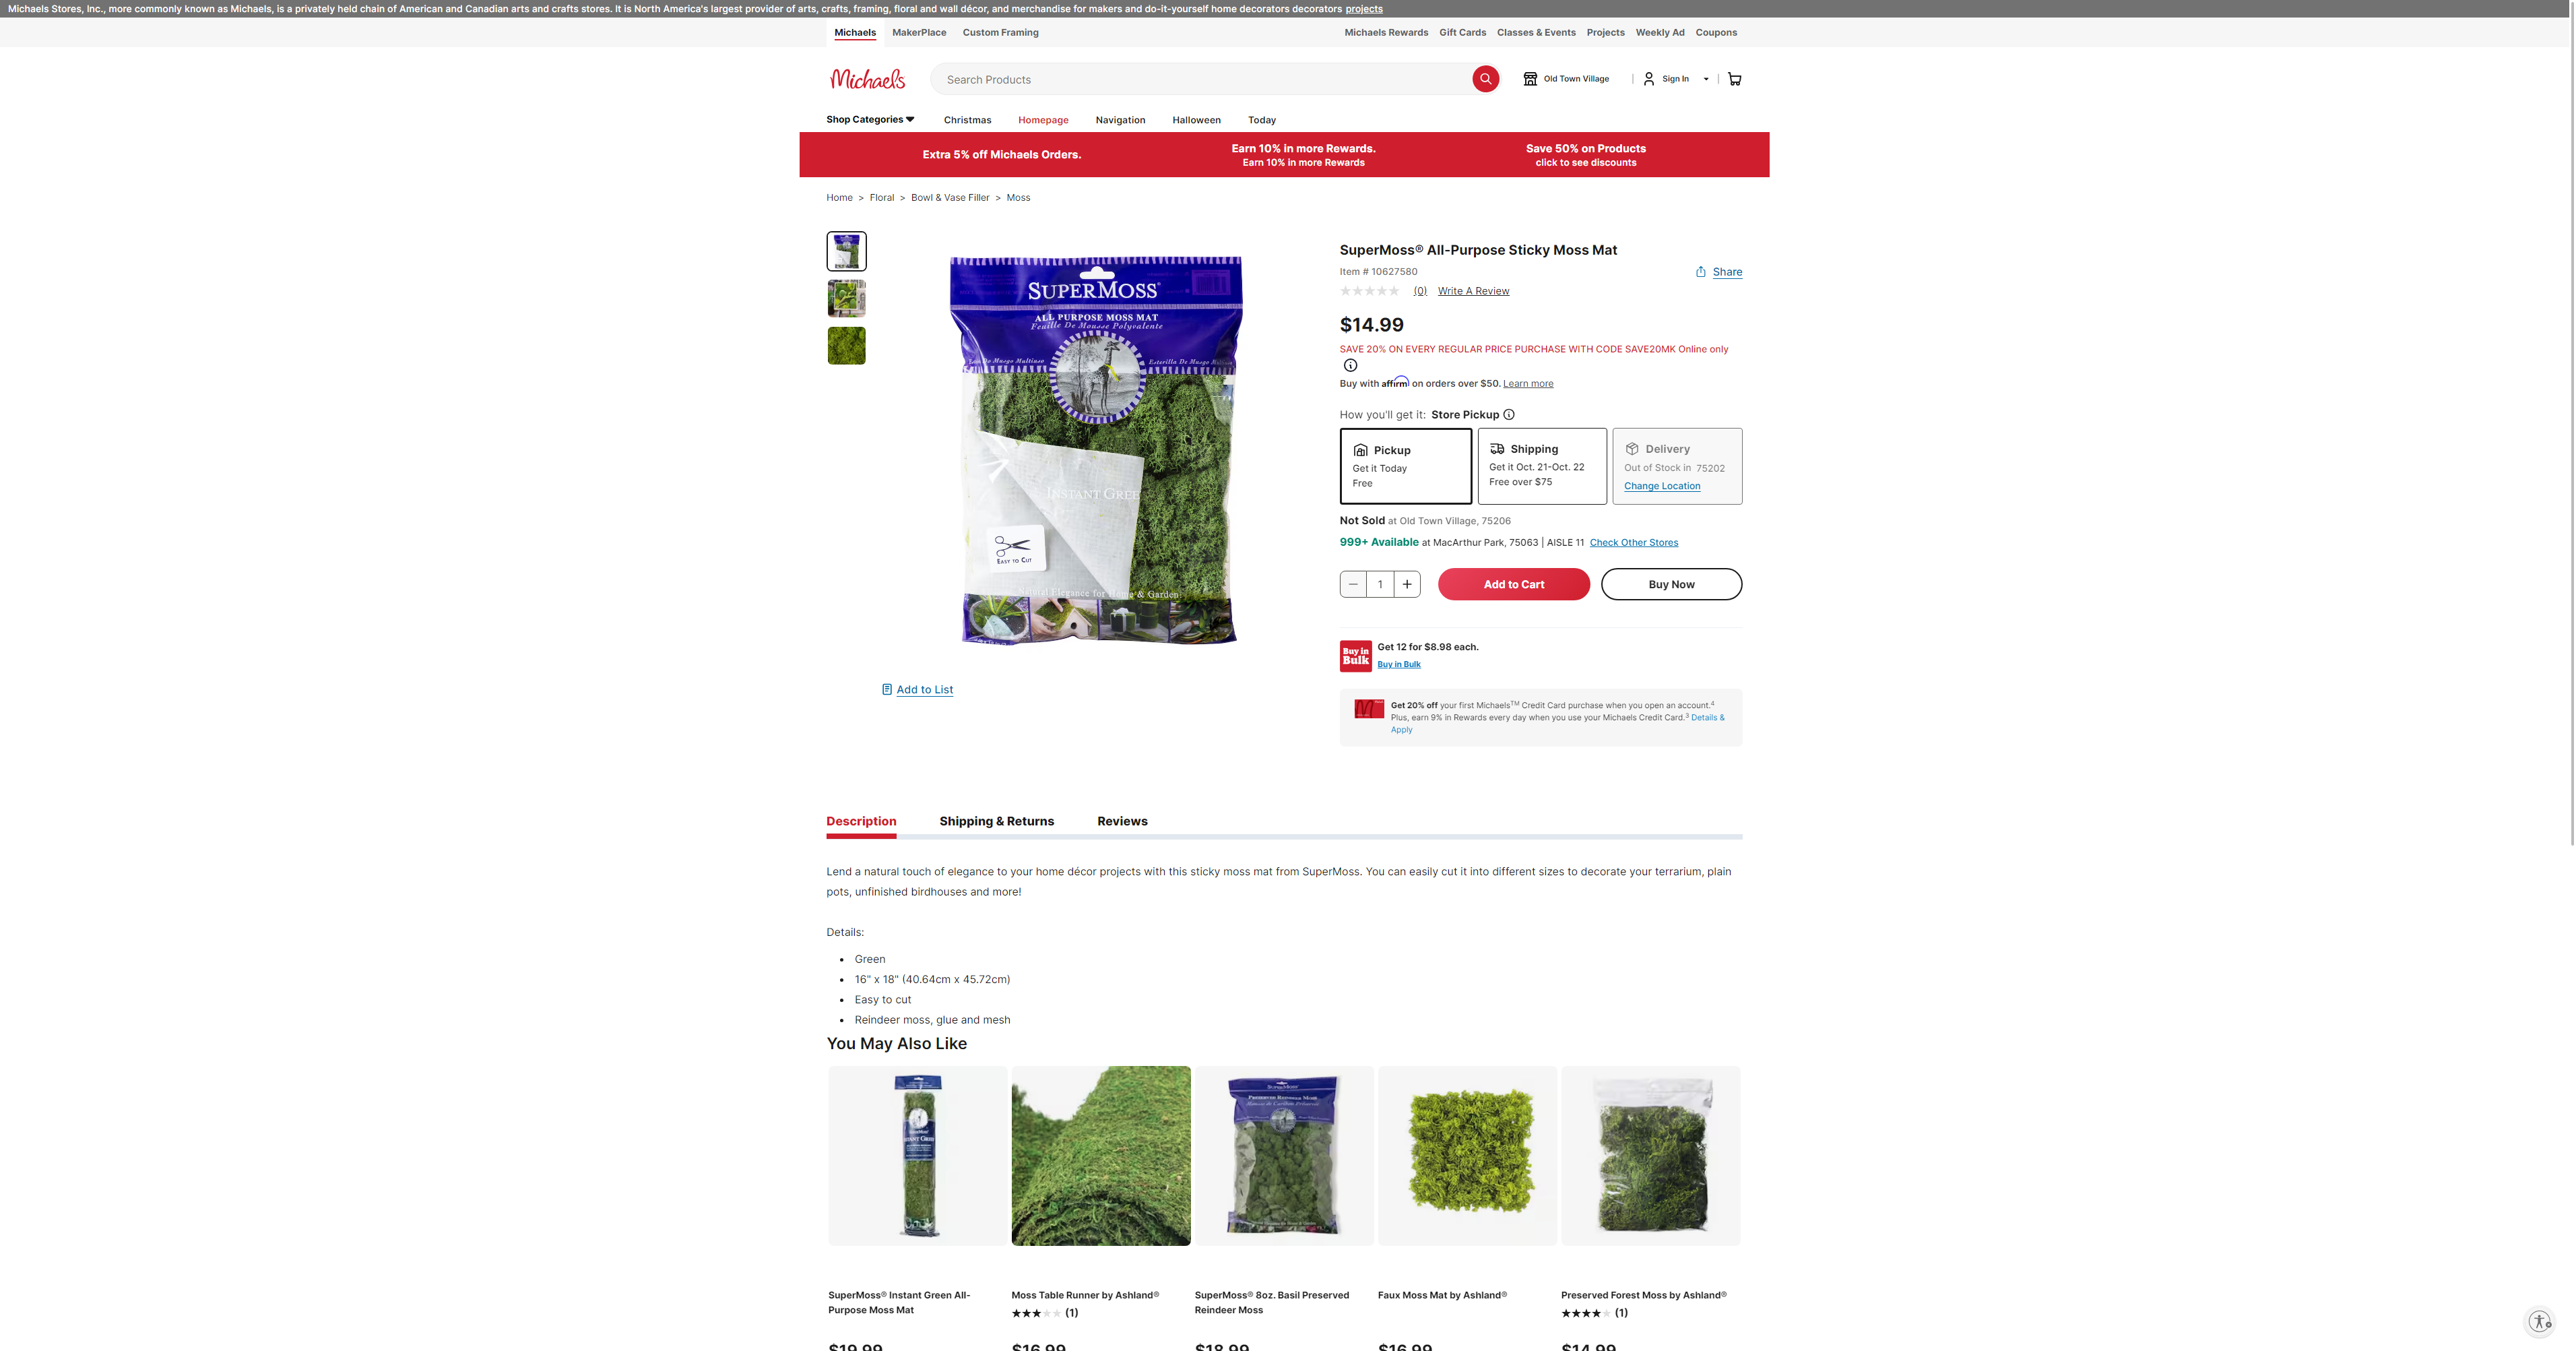 Michaels Stores, Inc., more commonly known as Michaels, is a privately held chain of American and Canadian arts and crafts stores. It is North America's largest provider of arts, crafts, framing, floral and wall décor, and merchandise for makers and do-it-yourself home decorators decorators projects
Michaels MakerPlace Custom Framing Michaels Rewards Gift Cards Classes & Events Projects Weekly Ad Coupons
Michaels Search Products Old Town Village | Sign In |
Shop Categories Christmas Homepage Navigation Halloween Today
Extra 5% off Michaels Orders.
Earn 10% in more Rewards.
Earn 10% in more Rewards
Save 50% on Products
click to see discounts
Home > Floral > Bowl & Vase Filler > Moss
SUPERMOSS®
ALL PURPOSE MOSS MAT
Feuille De Mousse Polyvalente
INSTANT GREE
EASY TO CUT
Natural Elegance for Home & Garden
Add to List
SuperMoss® All-Purpose Sticky Moss Mat
Item # 10627580
Share
(0) Write A Review
$14.99
SAVE 20% ON EVERY REGULAR PRICE PURCHASE WITH CODE SAVE20MK Online only
Buy with affirm on orders over $50. Learn more
How you'll get it: Store Pickup
Pickup
Get it Today
Free
Shipping
Get it Oct. 21-Oct. 22
Free over $75
Delivery
Out of Stock in 75202
Change Location
Not Sold at Old Town Village, 75206
999+ Available at MacArthur Park, 75063 | AISLE 11 Check Other Stores
− 1 + Add to Cart Buy Now
Buy in Bulk
Get 12 for $8.98 each.
Buy in Bulk
Get 20% off your first Michaels™ Credit Card purchase when you open an account.4
Plus, earn 9% in Rewards every day when you use your Michaels Credit Card.3 Details &
Apply
Description Shipping & Returns Reviews
Lend a natural touch of elegance to your home décor projects with this sticky moss mat from SuperMoss. You can easily cut it into different sizes to decorate your terrarium, plain
pots, unfinished birdhouses and more!
Details:
• Green
• 16" x 18" (40.64cm x 45.72cm)
• Easy to cut
• Reindeer moss, glue and mesh
You May Also Like
SuperMoss® Instant Green All-
Purpose Moss Mat
$19.99
Moss Table Runner by Ashland®
(1)
$16.99
SuperMoss® 8oz. Basil Preserved
Reindeer Moss
$18.99
Faux Moss Mat by Ashland®
$16.99
Preserved Forest Moss by Ashland®
(1)
$14.99